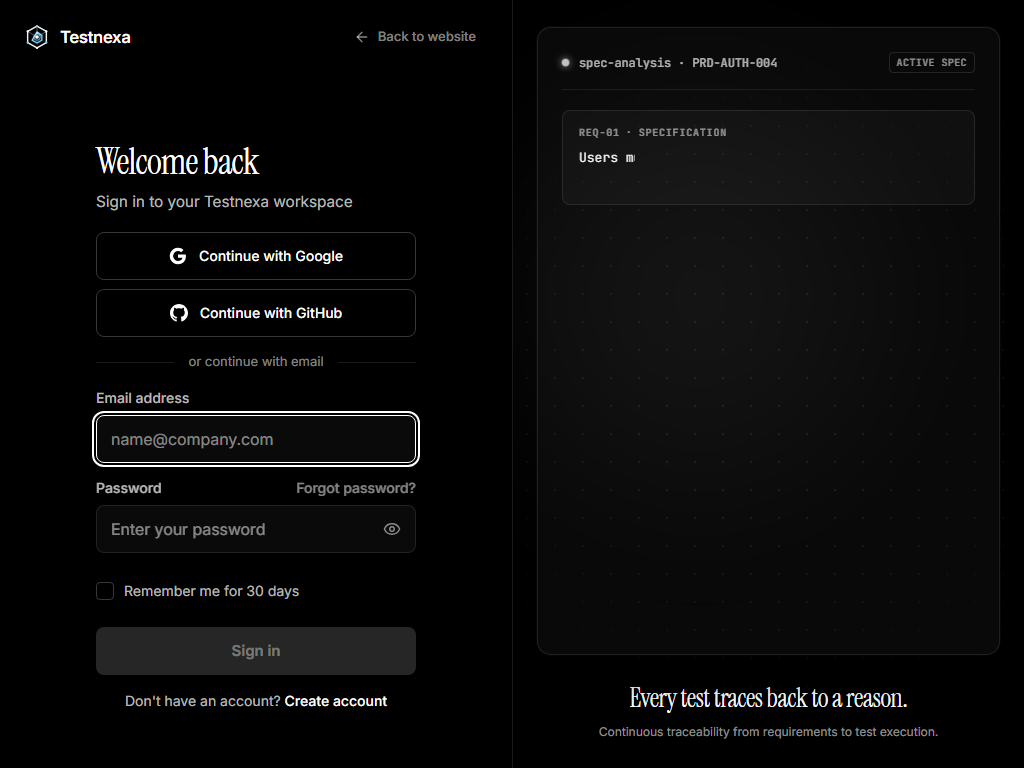 Testnexa
Back to website
Welcome back
Sign in to your Testnexa workspace
Continue with Google
Continue with GitHub
or continue with email
Email address
name@company.com
Password
Forgot password?
Enter your password
Remember me for 30 days
Sign in
Don't have an account? Create account
spec-analysis · PRD-AUTH-004
ACTIVE SPEC
REQ-01 · SPECIFICATION
Users m
Every test traces back to a reason.
Continuous traceability from requirements to test execution.